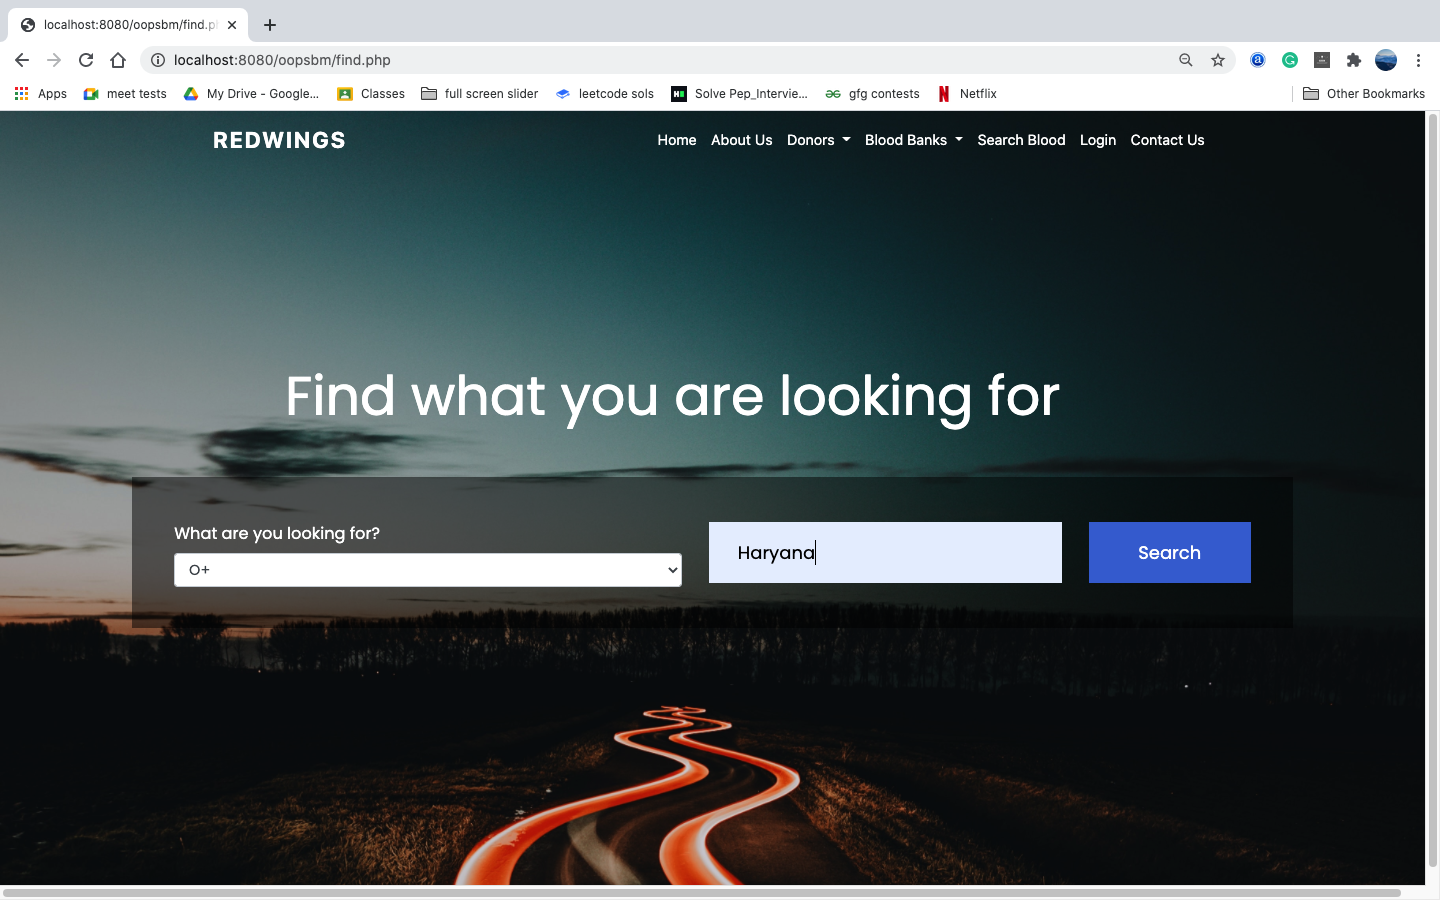 localhost:8080/oopsbm/find.p
localhost:8080/oopsbm/find.php
Apps meet tests My Drive - Google... Classes full screen slider leetcode sols Solve Pep_Intervie... gfg contests Netflix Other Bookmarks
REDWINGS Home About Us Donors Blood Banks Search Blood Login Contact Us
Find what you are looking for
What are you looking for?
O+
Haryana
Search